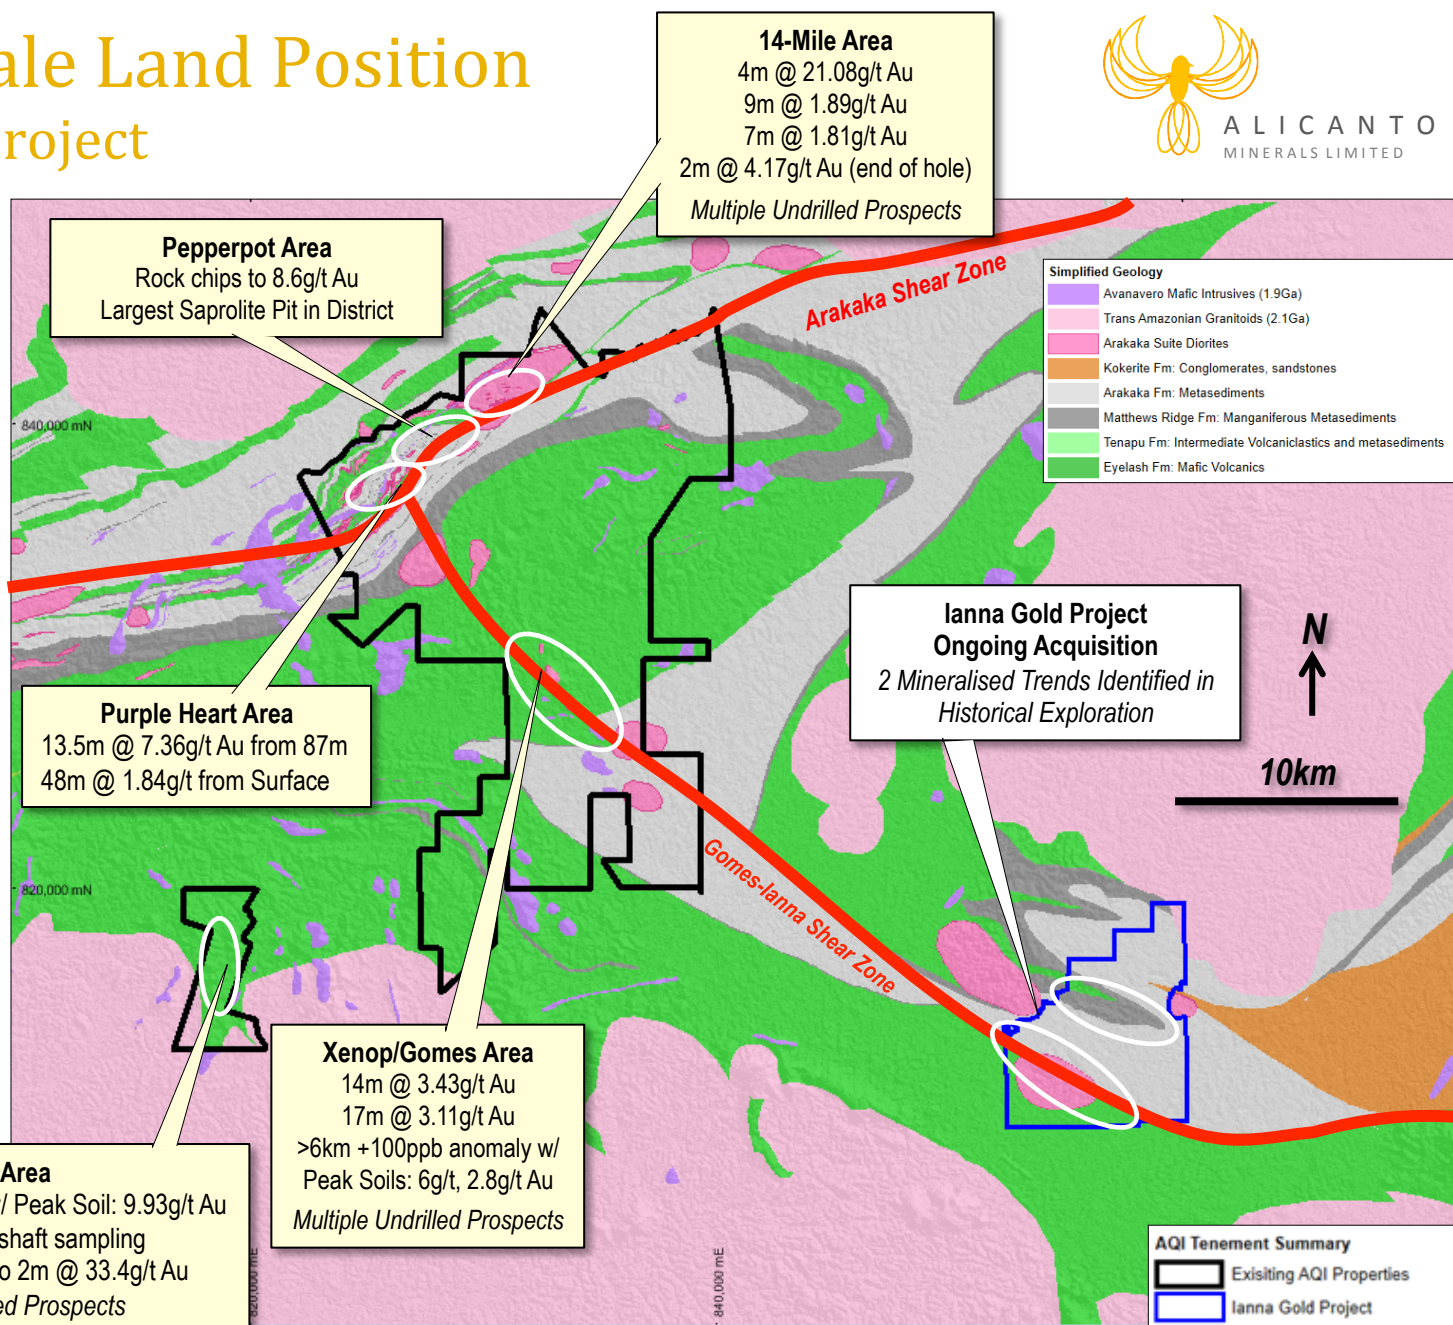 ale Land Position
roject
ALICANTO
MINERALS LIMITED
14-Mile Area
4m @ 21.08g/t Au
9m @ 1.89g/t Au
7m @ 1.81g/t Au
2m @ 4.17g/t Au (end of hole)
Multiple Undrilled Prospects
Pepperpot Area
Rock chips to 8.6g/t Au
Largest Saprolite Pit in District
Arakaka Shear Zone
Simplified Geology
Avanavero Mafic Intrusives (1.9Ga)
Trans Amazonian Granitoids (2.1Ga)
Arakaka Suite Diorites
Kokerite Fm: Conglomerates, sandstones
Arakaka Fm: Metasediments
Matthews Ridge Fm: Manganiferous Metasediments
Tenapu Fm: Intermediate Volcaniclastics and metasediments
Eyelash Fm: Mafic Volcanics
840,000 mN
Ianna Gold Project
Ongoing Acquisition
2 Mineralised Trends Identified in
Historical Exploration
N
10km
Purple Heart Area
13.5m @ 7.36g/t Au from 87m
48m @ 1.84g/t from Surface
Gomes-Ianna Shear Zone
820,000 mN
Xenop/Gomes Area
14m @ 3.43g/t Au
17m @ 3.11g/t Au
>6km +100ppb anomaly w/
Peak Soils: 6g/t, 2.8g/t Au
Multiple Undrilled Prospects
Area
/ Peak Soil: 9.93g/t Au
shaft sampling
o 2m @ 33.4g/t Au
ed Prospects
820,000 mE
840,000 mE
AQI Tenement Summary
Exisiting AQI Properties
Ianna Gold Project